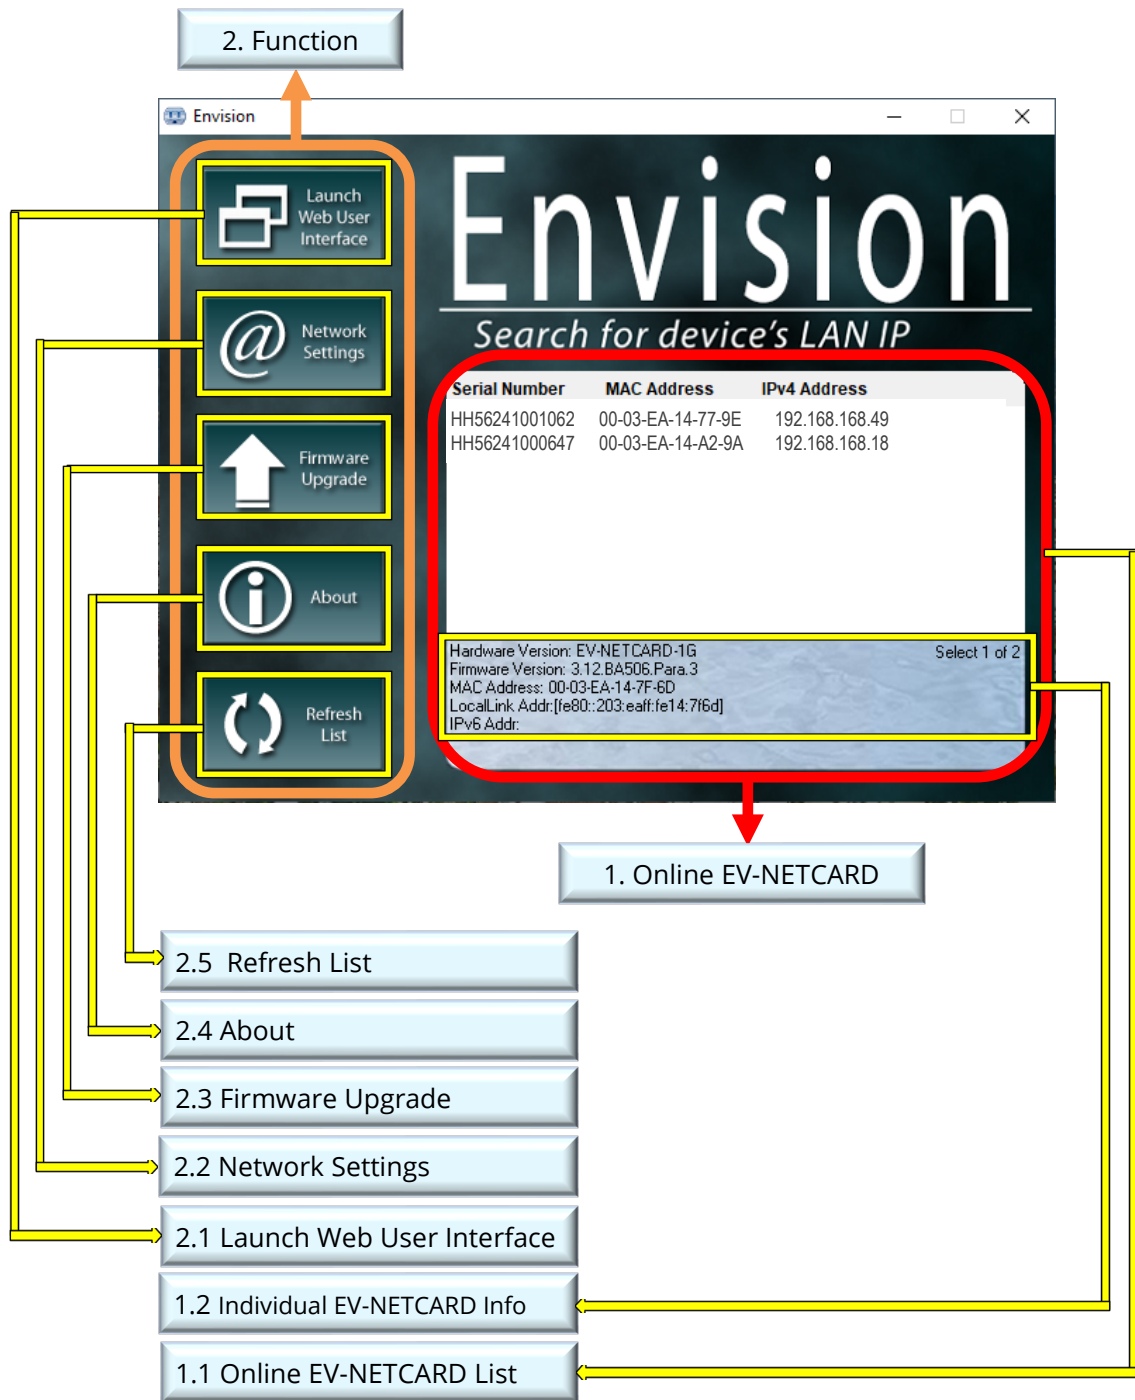 2. Function
Envision
Launch
Web User
Interface
Network
Settings
Firmware
Upgrade
About
Refresh
List
Envision
Search for device's LAN IP
Serial Number MAC Address IPv4 Address
HH56241001062 00-03-EA-14-77-9E 192.168.168.49
HH56241000647 00-03-EA-14-A2-9A 192.168.168.18
Hardware Version: EV-NETCARD-1G Select 1 of 2
Firmware Version: 3.12.BA506.Para.3
MAC Address: 00-03-EA-14-7F-6D
LocalLink Addr:[fe80::203:eaff:fe14:7f6d]
IPv6 Addr:
1. Online EV-NETCARD
2.5 Refresh List
2.4 About
2.3 Firmware Upgrade
2.2 Network Settings
2.1 Launch Web User Interface
1.2 Individual EV-NETCARD Info
1.1 Online EV-NETCARD List